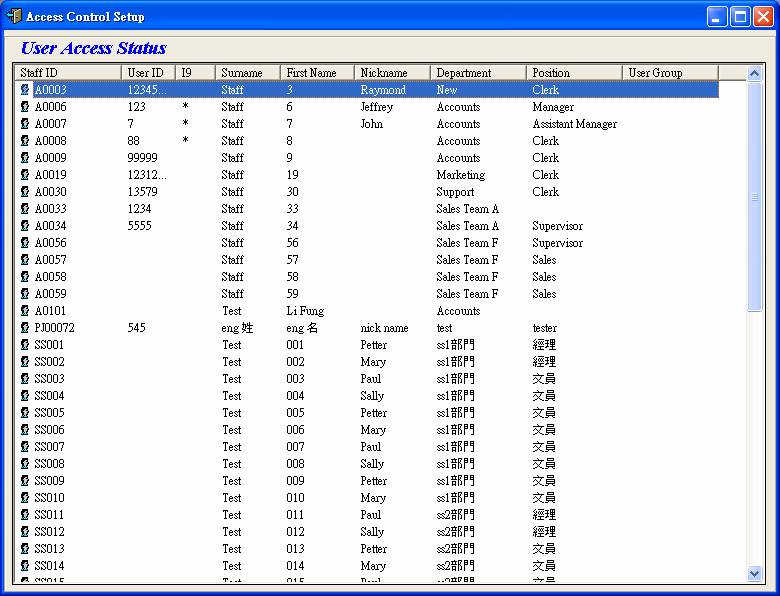 Access Control Setup
User Access Status
Staff ID User ID I9 Surname First Name Nickname Department Position User Group
A0003 12345... Staff 3 Raymond New Clerk
A0006 123 * Staff 6 Jeffrey Accounts Manager
A0007 7 * Staff 7 John Accounts Assistant Manager
A0008 88 * Staff 8 Accounts Clerk
A0009 99999 Staff 9 Accounts Clerk
A0019 12312... Staff 19 Marketing Clerk
A0030 13579 Staff 30 Support Clerk
A0033 1234 Staff 33 Sales Team A
A0034 5555 Staff 34 Sales Team A Supervisor
A0056 Staff 56 Sales Team F Supervisor
A0057 Staff 57 Sales Team F Sales
A0058 Staff 58 Sales Team F Sales
A0059 Staff 59 Sales Team F Sales
A0101 Test Li Fung Accounts
PJ00072 545 eng 姓 eng 名 nick name test tester
SS001 Test 001 Petter ss1部門 經理
SS002 Test 002 Mary ss1部門 經理
SS003 Test 003 Paul ss1部門 文員
SS004 Test 004 Sally ss1部門 文員
SS005 Test 005 Petter ss1部門 文員
SS006 Test 006 Mary ss1部門 文員
SS007 Test 007 Paul ss1部門 文員
SS008 Test 008 Sally ss1部門 文員
SS009 Test 009 Petter ss1部門 文員
SS010 Test 010 Mary ss1部門 文員
SS011 Test 011 Paul ss2部門 經理
SS012 Test 012 Sally ss2部門 經理
SS013 Test 013 Petter ss2部門 文員
SS014 Test 014 Mary ss2部門 文員